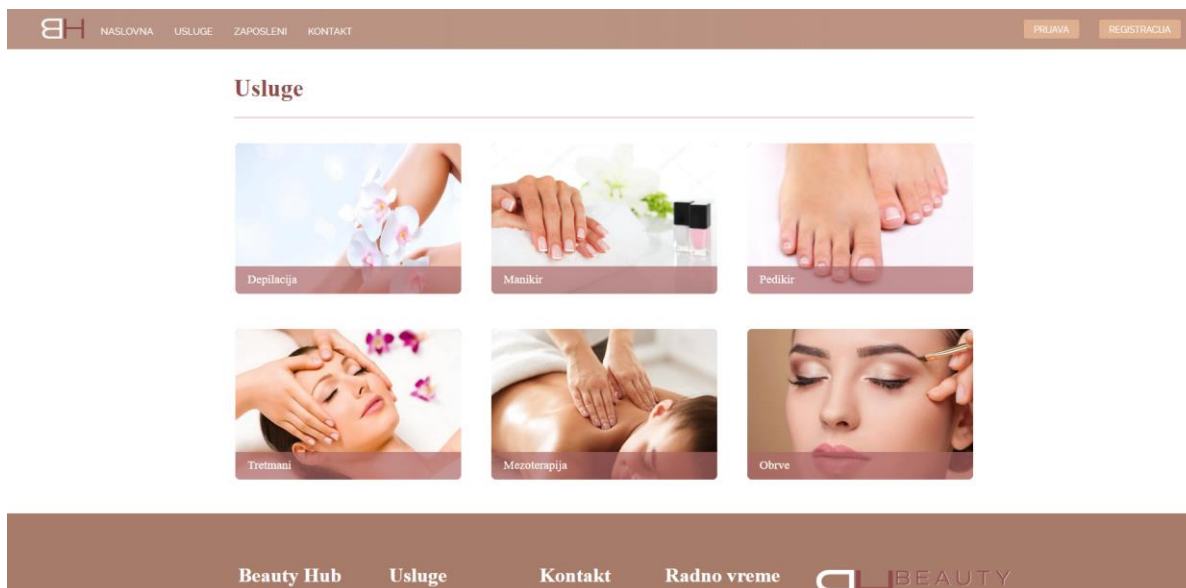 BH NASLOVNA USLUGE ZAPOSLENI KONTAKT PRIJAVA REGISTRACIJA
Usluge
Depilacija Manikir Pedikir
Tretmani Mezoterapija Obrve
Beauty Hub Usluge Kontakt Radno vreme BH BEAUTY